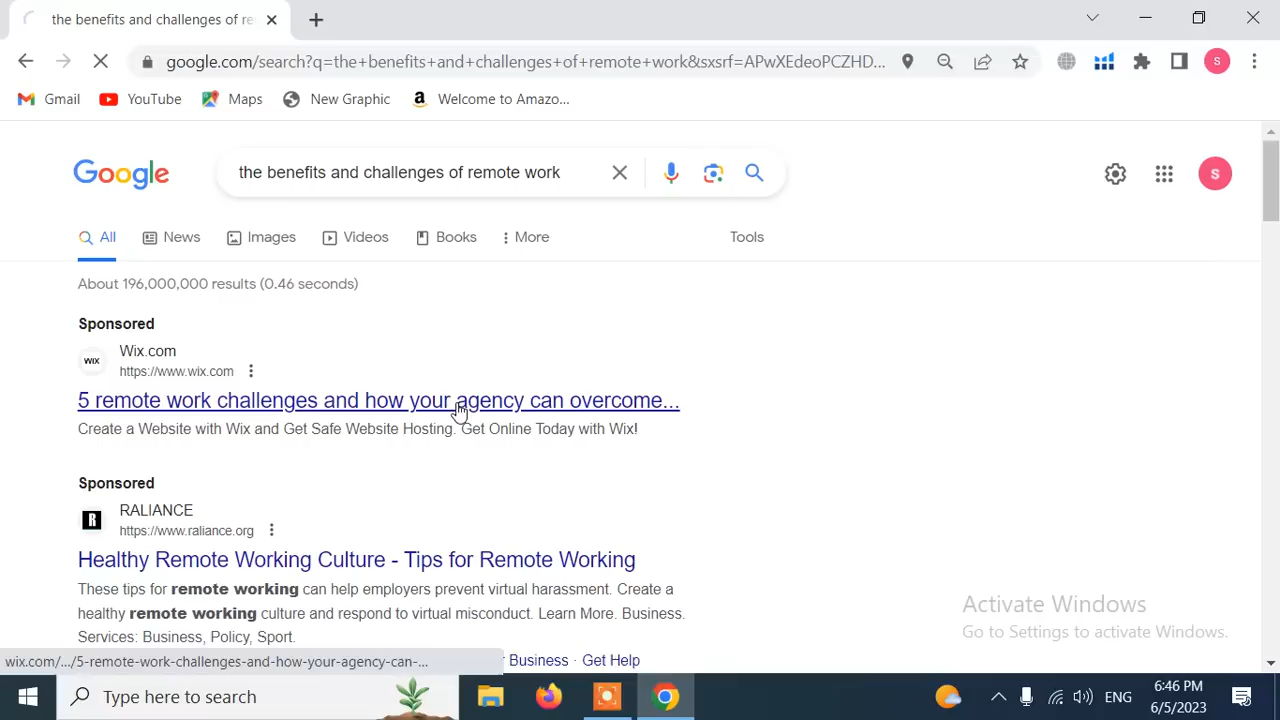 the benefits and challenges of re
google.com/search?q=the+benefits+and+challenges+of+remote+work&sxsrf=APwXEdeoPCZHD...
S
Gmail YouTube Maps New Graphic Welcome to Amazo...
Google the benefits and challenges of remote work
S
All News Images Videos Books More Tools
About 196,000,000 results (0.46 seconds)
Sponsored
WIX Wix.com
https://www.wix.com
5 remote work challenges and how your agency can overcome...
Create a Website with Wix and Get Safe Website Hosting. Get Online Today with Wix!
Sponsored
R RALIANCE
https://www.raliance.org
Healthy Remote Working Culture - Tips for Remote Working
These tips for remote working can help employers prevent virtual harassment. Create a
healthy remote working culture and respond to virtual misconduct. Learn More. Business.
Services: Business, Policy, Sport.
Business · Get Help
Activate Windows
Go to Settings to activate Windows.
wix.com/.../5-remote-work-challenges-and-how-your-agency-can-...
Type here to search
ENG
6:46 PM
6/5/2023